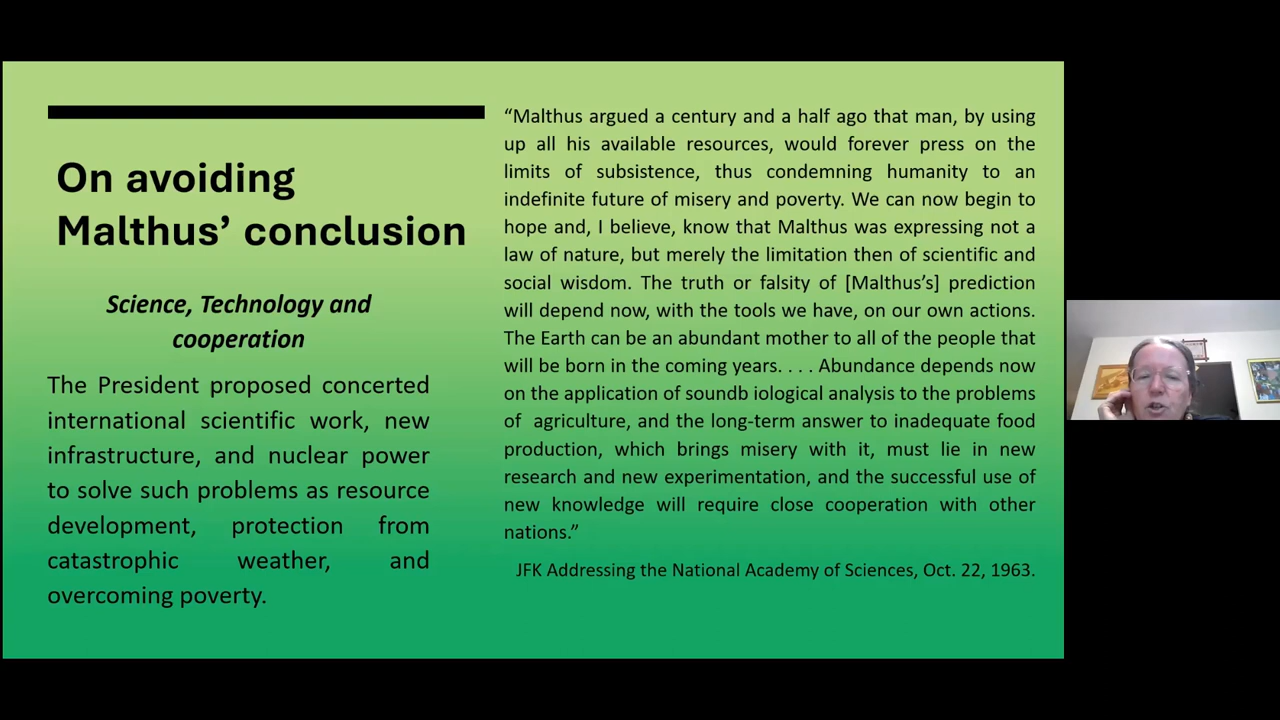 On avoiding
Malthus’ conclusion
Science, Technology and
cooperation
The President proposed concerted
international scientific work, new
infrastructure, and nuclear power
to solve such problems as resource
development, protection from
catastrophic weather, and
overcoming poverty.
“Malthus argued a century and a half ago that man, by using
up all his available resources, would forever press on the
limits of subsistence, thus condemning humanity to an
indefinite future of misery and poverty. We can now begin to
hope and, I believe, know that Malthus was expressing not a
law of nature, but merely the limitation then of scientific and
social wisdom. The truth or falsity of [Malthus’s] prediction
will depend now, with the tools we have, on our own actions.
The Earth can be an abundant mother to all of the people that
will be born in the coming years. . . . Abundance depends now
on the application of soundb iological analysis to the problems
of agriculture, and the long-term answer to inadequate food
production, which brings misery with it, must lie in new
research and new experimentation, and the successful use of
new knowledge will require close cooperation with other
nations.”
JFK Addressing the National Academy of Sciences, Oct. 22, 1963.